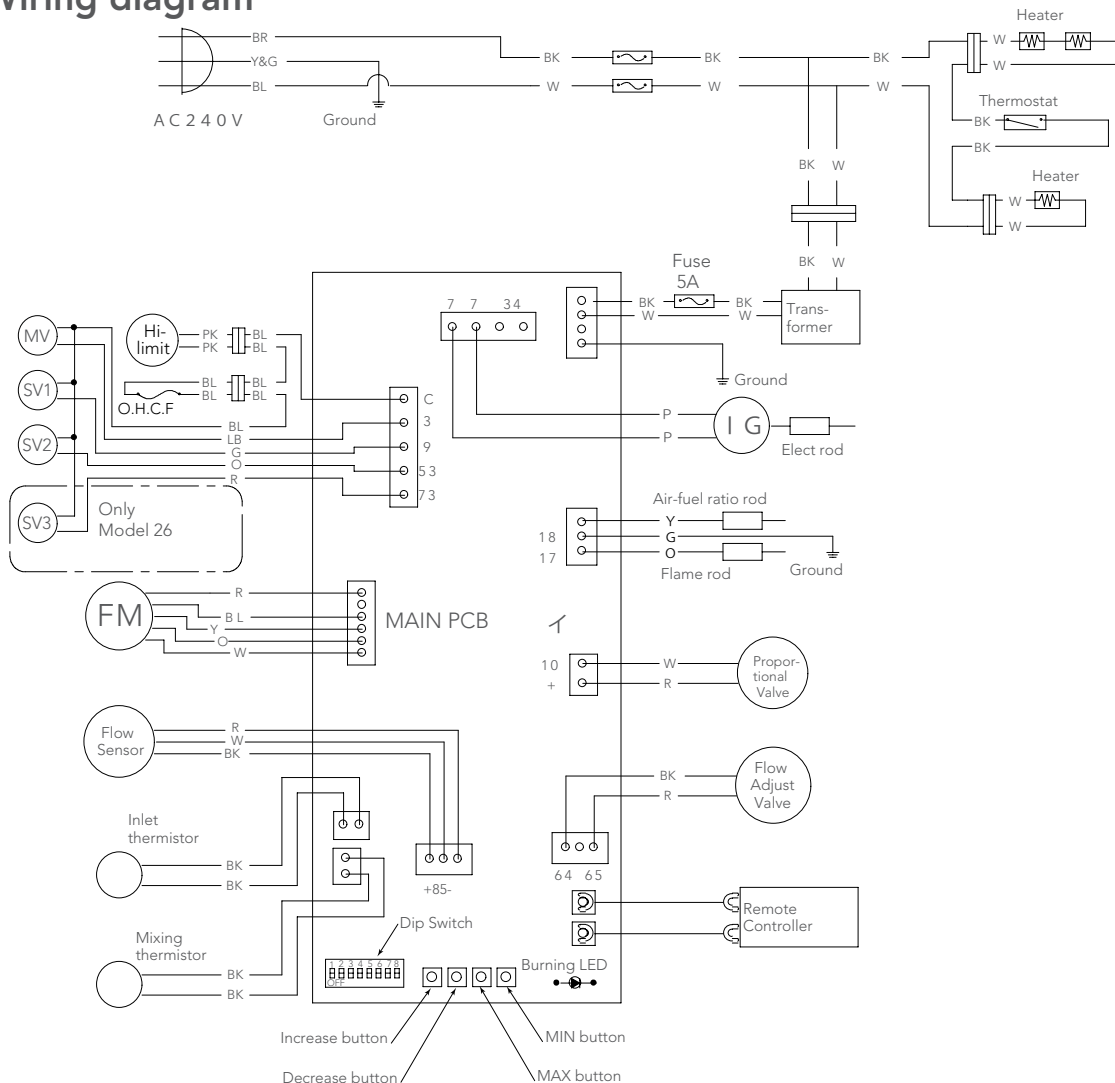 Wiring diagram
Heater
BR
W
BK
BK
BK
Y&G
W
BL
W
W
W
Thermostat
AC240V
Ground
BK
BK
BK
W
Heater
W
W
BK
W
Fuse
5A
7 7 34
BK
BK
Trans-
former
W
W
MV
Hi-
limit
PK
BL
PK
BL
Ground
SV1
BL
BL
BL
BL
O.H.C.F
C
P
I G
BL
3
LB
P
SV2
G
9
Elect rod
O
53
R
73
Only
Model 26
SV3
Air-fuel ratio rod
Y
18
G
17
O
Flame rod
Ground
FM
R
BL
MAIN PCB
イ
Y
O
W
10
W
Propor-
tional
Valve
+
R
Flow
Sensor
R
W
BK
BK
Flow
Adjust
Valve
R
Inlet
thermistor
BK
BK
64 65
+85-
Remote
Controller
Dip Switch
Mixing
thermistor
BK
BK
1 2 3 4 5 6 7 8
OFF
Burning LED
Increase button
MIN button
Decrease button
MAX button